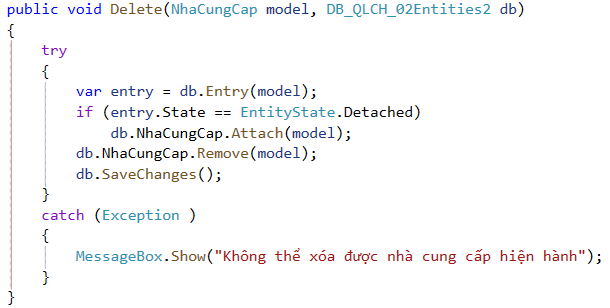 public void Delete(NhaCungCap model, DB_QLCH_02Entities2 db)
{
    try
    {
        var entry = db.Entry(model);
        if (entry.State == EntityState.Detached)
            db.NhaCungCap.Attach(model);
        db.NhaCungCap.Remove(model);
        db.SaveChanges();
    }
    catch (Exception )
    {
        MessageBox.Show("Không thể xóa được nhà cung cấp hiện hành");
    }
}